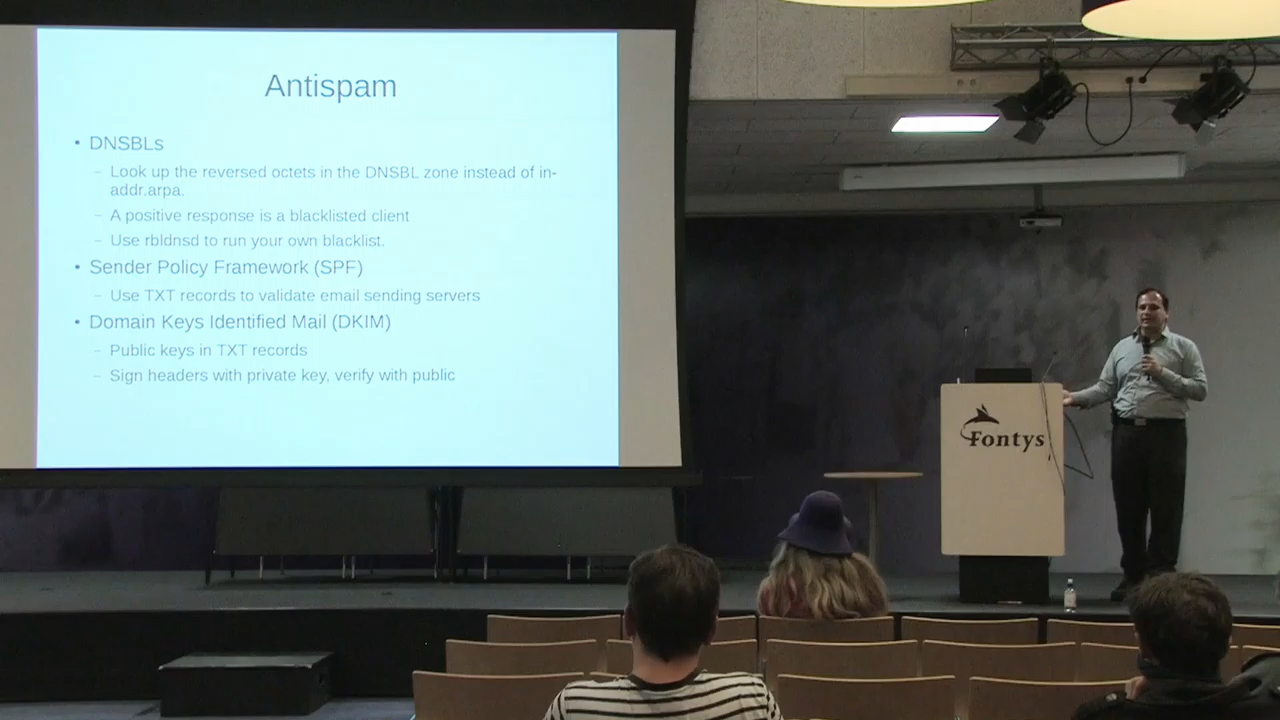 Antispam
• DNSBLs
– Look up the reversed octets in the DNSBL zone instead of in-
addr.arpa.
– A positive response is a blacklisted client
– Use rbldnsd to run your own blacklist.
• Sender Policy Framework (SPF)
– Use TXT records to validate email sending servers
• Domain Keys Identified Mail (DKIM)
– Public keys in TXT records
– Sign headers with private key, verify with public
Fontys